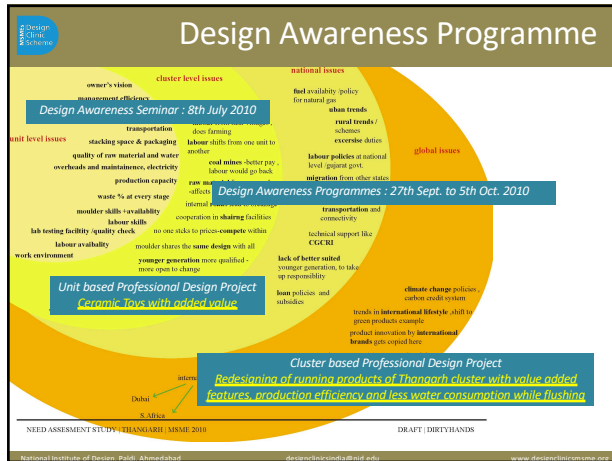 MSMEs Design Clinic Scheme
Design Awareness Programme
unit level issues
owner's vision
management efficiency
transportation
stacking space & packaging
quality of raw material and water
overheads and maintainence, electricity
production capacity
waste % at every stage
moulder skills +availablity
labour skills
lab testing faciltiy /quality check
labour avaibality
work environment
cluster level issues
does farming
labour shifts from one unit to
another
coal mines -better pay ,
labour would go back
-affects
internal
cooperation in shairng facilities
no one sicks to prices-compete within
moulder shares the same design with all
younger generation more qualified -
more open to change
national issues
fuel availabity /policy
for natural gas
uban trends
rural trends /
schemes
excersise duties
labour policies at national
level /gujarat govt.
migration from other states
transportation and
connectivity
technical support like
CGCRI
lack of better suited
younger generation, to take
up responsiblity
loan policies and
subsidies
global issues
climate change policies ,
carbon credit system
trends in international lifestyle ,shift to
green products example
product innovation by international
brands gets copied here
Design Awareness Seminar : 8th July 2010
Design Awareness Programmes : 27th Sept. to 5th Oct. 2010
Unit based Professional Design Project
Ceramic Toys with added value
Cluster based Professional Design Project
Redesigning of running products of Thangarh cluster with value added
features, production efficiency and less water consumption while flushing
Dubai
S.Africa
NEED ASSESMENT STUDY | THANGARH | MSME 2010
DRAFT | DIRTYHANDS
National Institute of Design, Paldi, Ahmedabad
designclinicsindia@nid.edu
www.designclinicsmsme.org